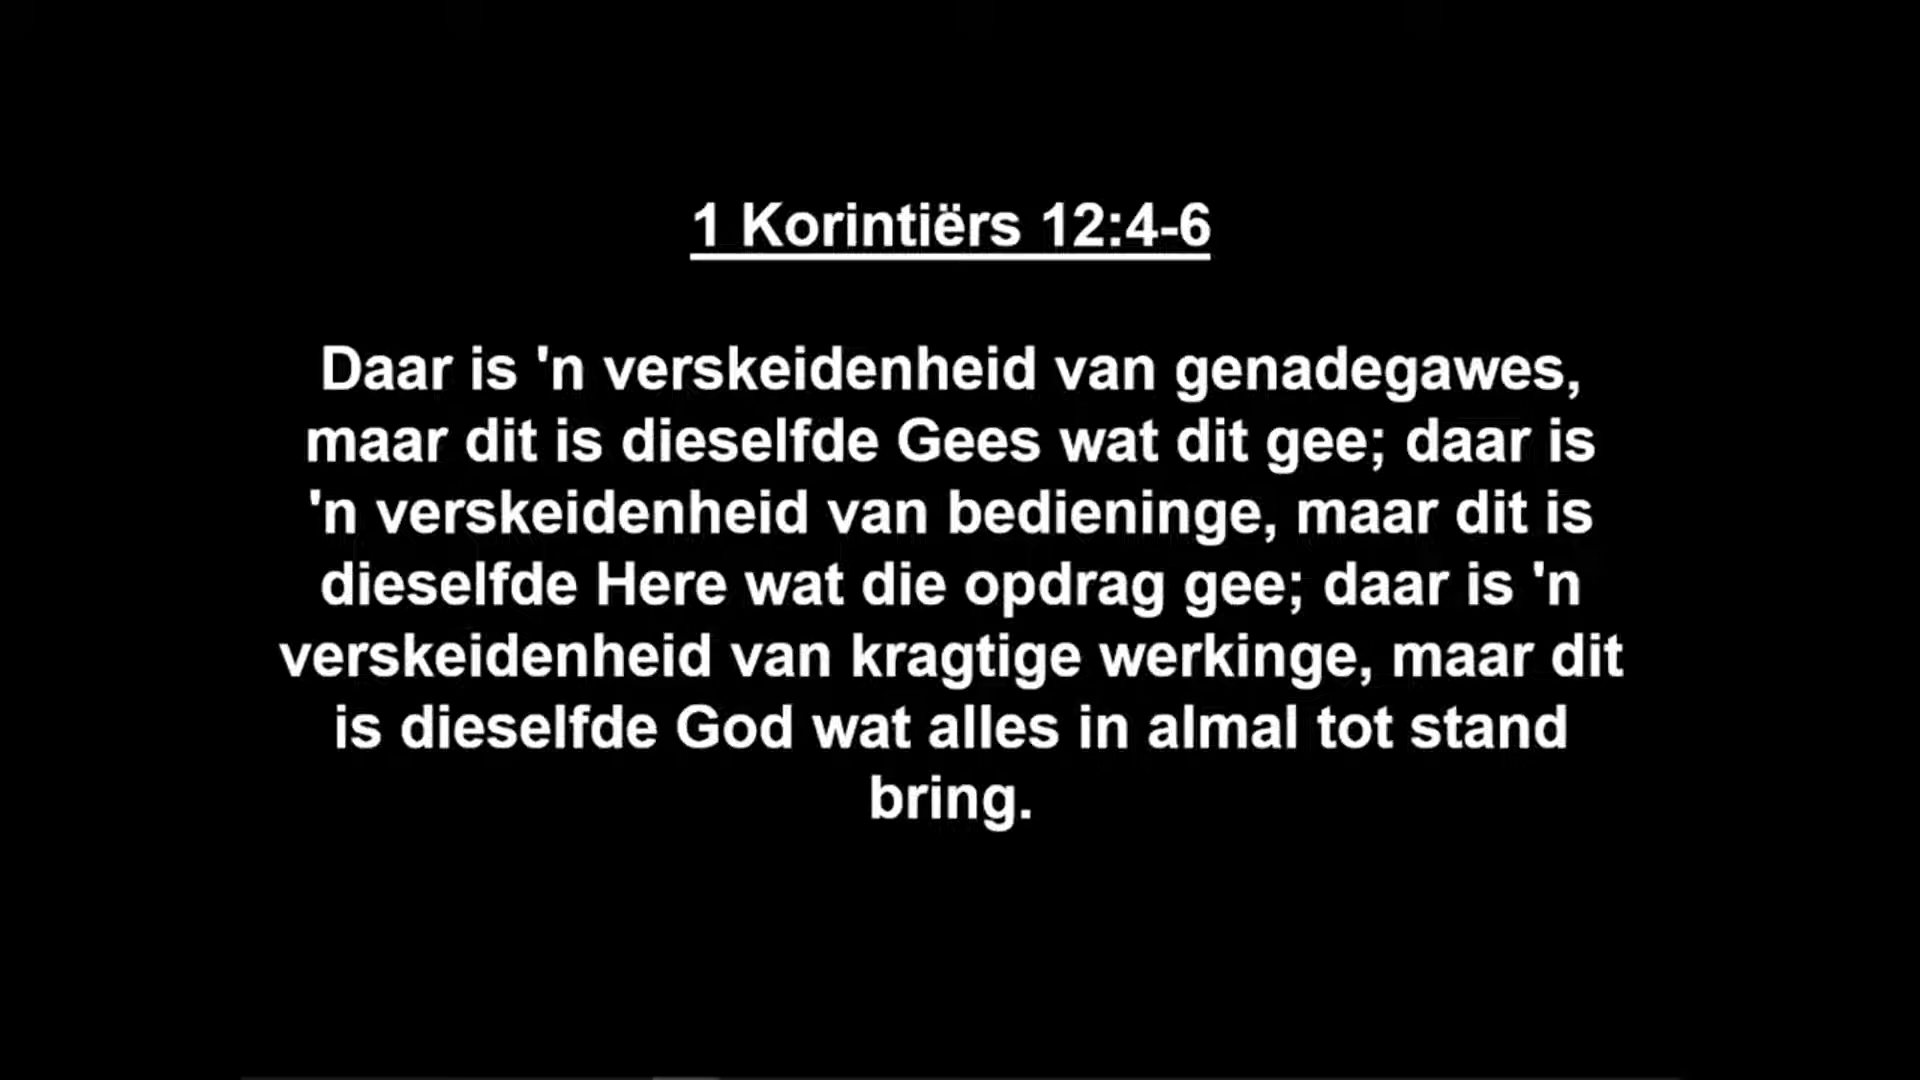 1 Korintiërs 12:4-6
Daar is 'n verskeidenheid van genadegawes,
maar dit is dieselfde Gees wat dit gee; daar is
'n verskeidenheid van bedieninge, maar dit is
dieselfde Here wat die opdrag gee; daar is 'n
verskeidenheid van kragtige werkinge, maar dit
is dieselfde God wat alles in almal tot stand
bring.